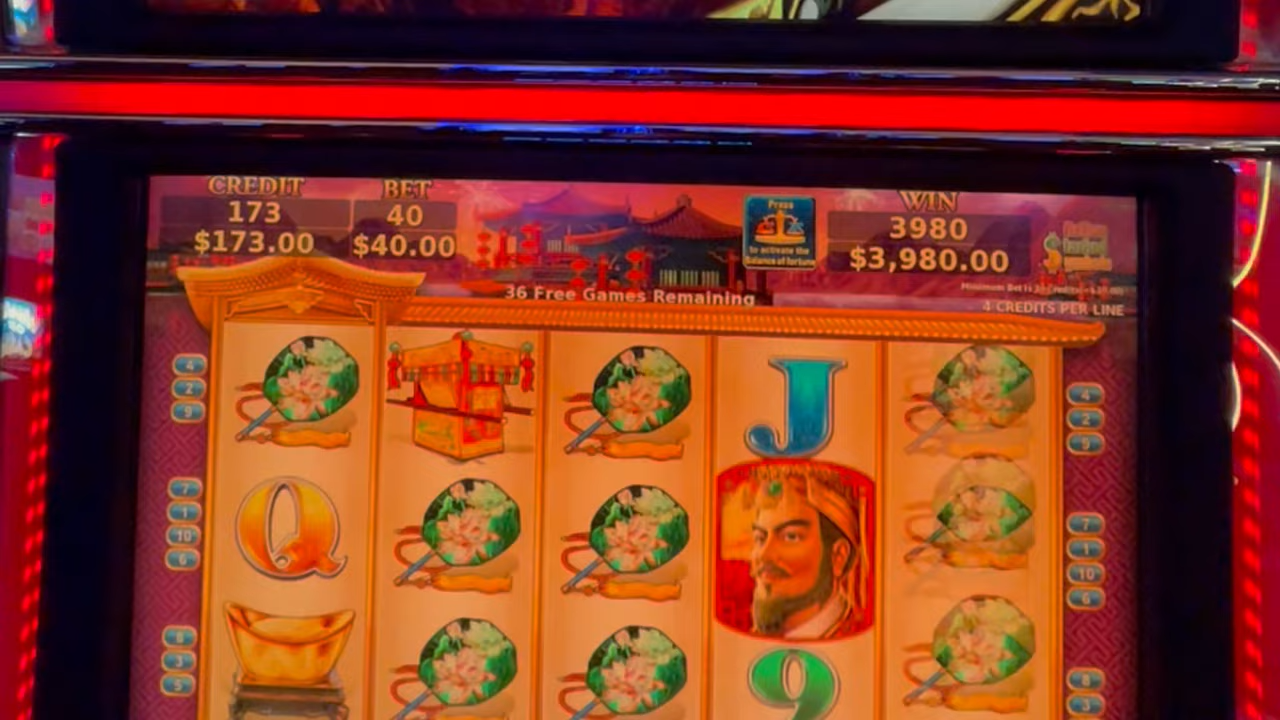 CREDIT
173
$173.00
BET
40
$40.00
Press
to activate the
Balance of fortune
WIN
3980
$3,980.00
36 Free Games Remaining
4 CREDITS PER LINE
4
2
9
7
1
10
6
8
3
5
J
Q
9
4
2
9
7
1
10
6
8
3